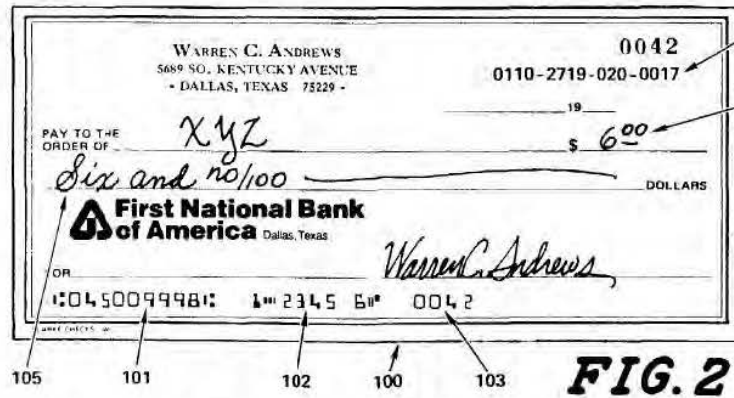 WARREN C. ANDREWS
0042
5689 SO. KENTUCKY AVENUE
0110-2719-020-0017
- DALLAS, TEXAS 75229 -
19
PAY TO THE
ORDER OF XYZ $ 6 00
Six and no/100 DOLLARS
First National Bank
of America Dallas, Texas
Warren C. Andrews
OR
⑆045009998⑆ 1⑈2345 6⑈ 0042
105 101 102 100 103 FIG. 2